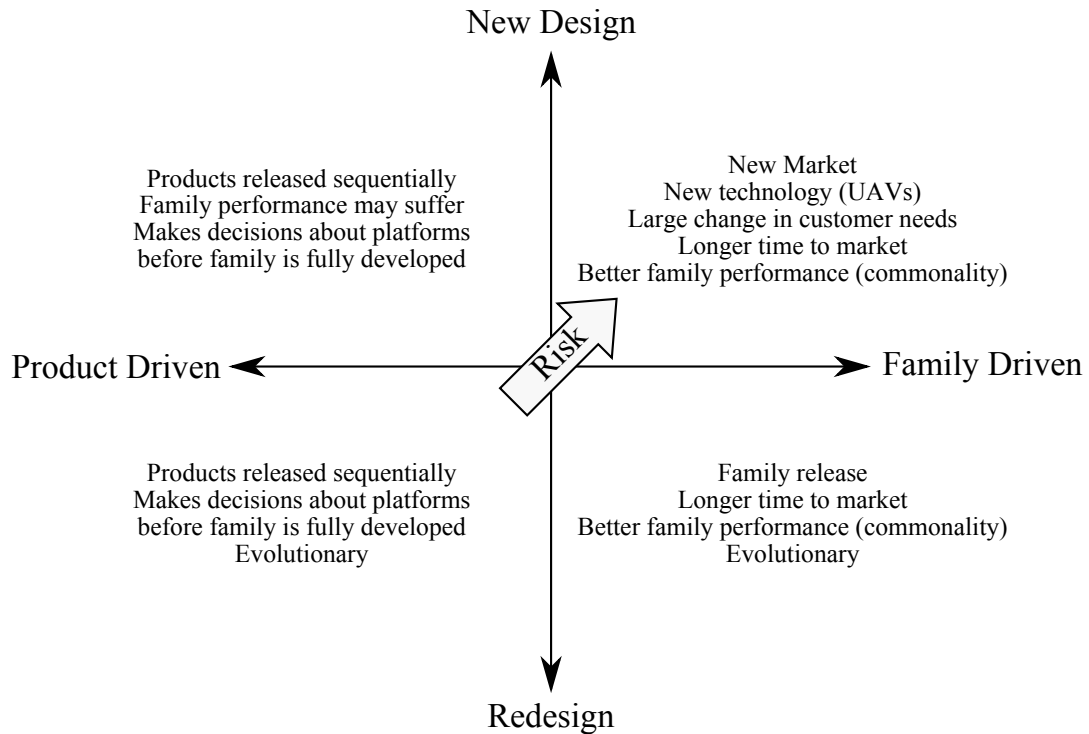 New Design
Products released sequentially
Family performance may suffer
Makes decisions about platforms
before family is fully developed
New Market
New technology (UAVs)
Large change in customer needs
Longer time to market
Better family performance (commonality)
Product Driven
Risk
Family Driven
Products released sequentially
Makes decisions about platforms
before family is fully developed
Evolutionary
Family release
Longer time to market
Better family performance (commonality)
Evolutionary
Redesign